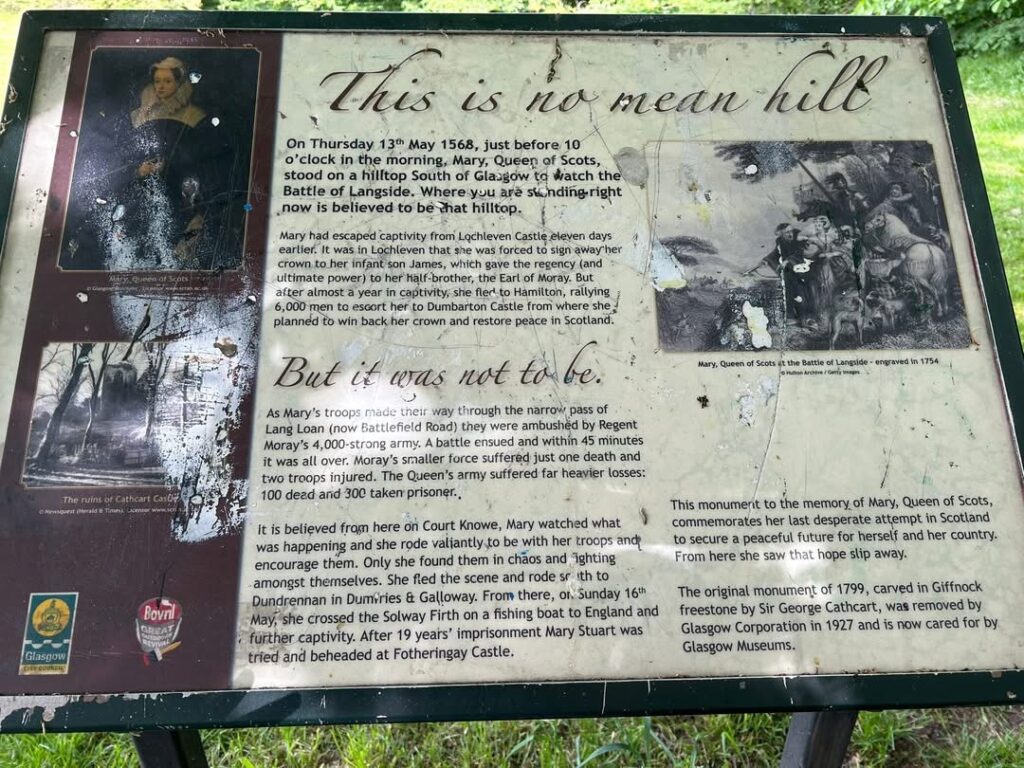 This is no mean hill
On Thursday 13th May 1568, just before 10
o'clock in the morning, Mary, Queen of Scots,
stood on a hilltop South of Glasgow to watch the
Battle of Langside. Where you are standing right
now is believed to be that hilltop.
Mary had escaped captivity from Lochleven Castle eleven days
earlier. It was in Lochleven that she was forced to sign away her
crown to her infant son James, which gave the regency (and
ultimate power) to her half-brother, the Earl of Moray. But
after almost a year in captivity, she fled to Hamilton, rallying
6,000 men to escort her to Dumbarton Castle from where she
planned to win back her crown and restore peace in Scotland.
But it was not to be.
As Mary's troops made their way through the narrow pass of
Lang Loan (now Battlefield Road) they were ambushed by Regent
Moray's 4,000-strong army. A battle ensued and within 45 minutes
it was all over. Moray's smaller force suffered just one death and
two troops injured. The Queen's army suffered far heavier losses:
100 dead and 300 taken prisoner.
It is believed from here on Court Knowe, Mary watched what
was happening and she rode valiantly to be with her troops and
encourage them. Only she found them in chaos and fighting
amongst themselves. She fled the scene and rode south to
Dundrennan in Dumfries & Galloway. From there, on Sunday 16th
May, she crossed the Solway Firth on a fishing boat to England and
further captivity. After 19 years' imprisonment Mary Stuart was
tried and beheaded at Fotheringay Castle.
Mary, Queen of Scots at the Battle of Langside - engraved in 1754
© Hulton Archive / Getty Images
This monument to the memory of Mary, Queen of Scots,
commemorates her last desperate attempt in Scotland
to secure a peaceful future for herself and her country.
From here she saw that hope slip away.
The original monument of 1799, carved in Giffnock
freestone by Sir George Cathcart, was removed by
Glasgow Corporation in 1927 and is now cared for by
Glasgow Museums.
Mary, Queen of Scots
© Glasgow Licensor www.scran.ac.uk
The ruins of Cathcart Castle
© Newsquest (Herald & Times). Licensor www.
Glasgow
CITY COUNCIL
Bovril
GREAT